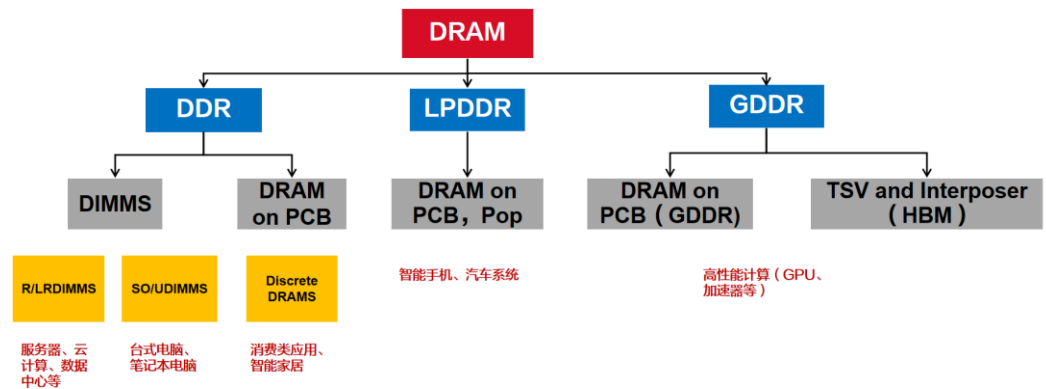 DRAM
DDR
LPDDR
GDDR
DIMMS
DRAM
on PCB
DRAM on
PCB，Pop
DRAM on
PCB（GDDR)
TSV and Interposer
（HBM）
R/LRDIMMS
SO/UDIMMS
Discrete
DRAMS
智能手机、汽车系统
高性能计算（GPU、
加速器等）
服务器、云
计算、数据
中心等
台式电脑、
笔记本电脑
消费类应用、
智能家居